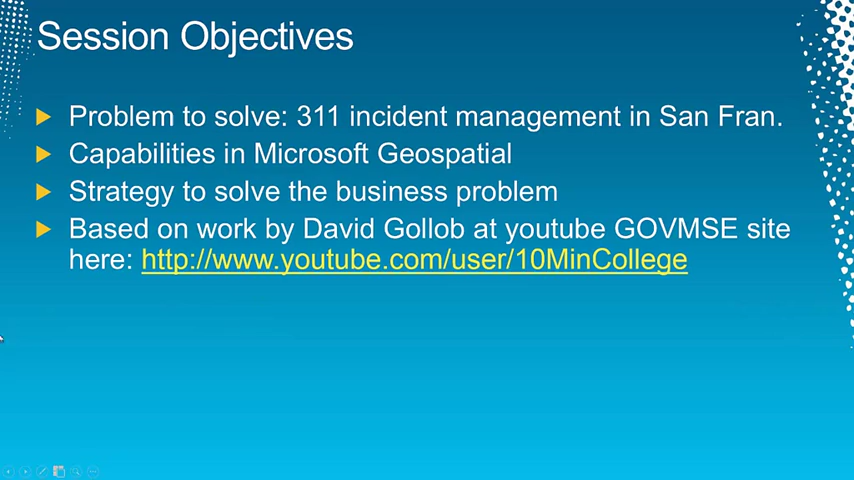 Session Objectives
Problem to solve: 311 incident management in San Fran.
Capabilities in Microsoft Geospatial
Strategy to solve the business problem
Based on work by David Gollob at youtube GOVMSE site
here: http://www.youtube.com/user/10MinCollege